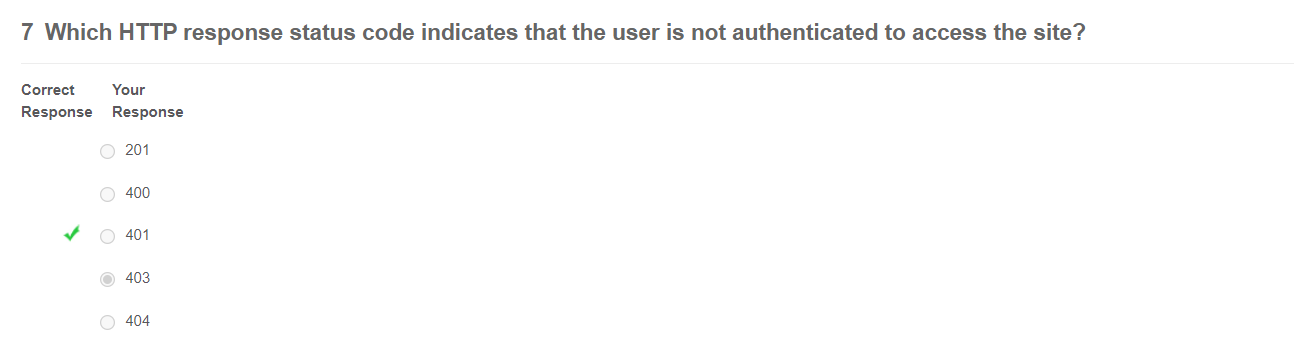 7 Which HTTP response status code indicates that the user is not authenticated to access the site?
Correct Your
Response Response
201
400
401
403
404